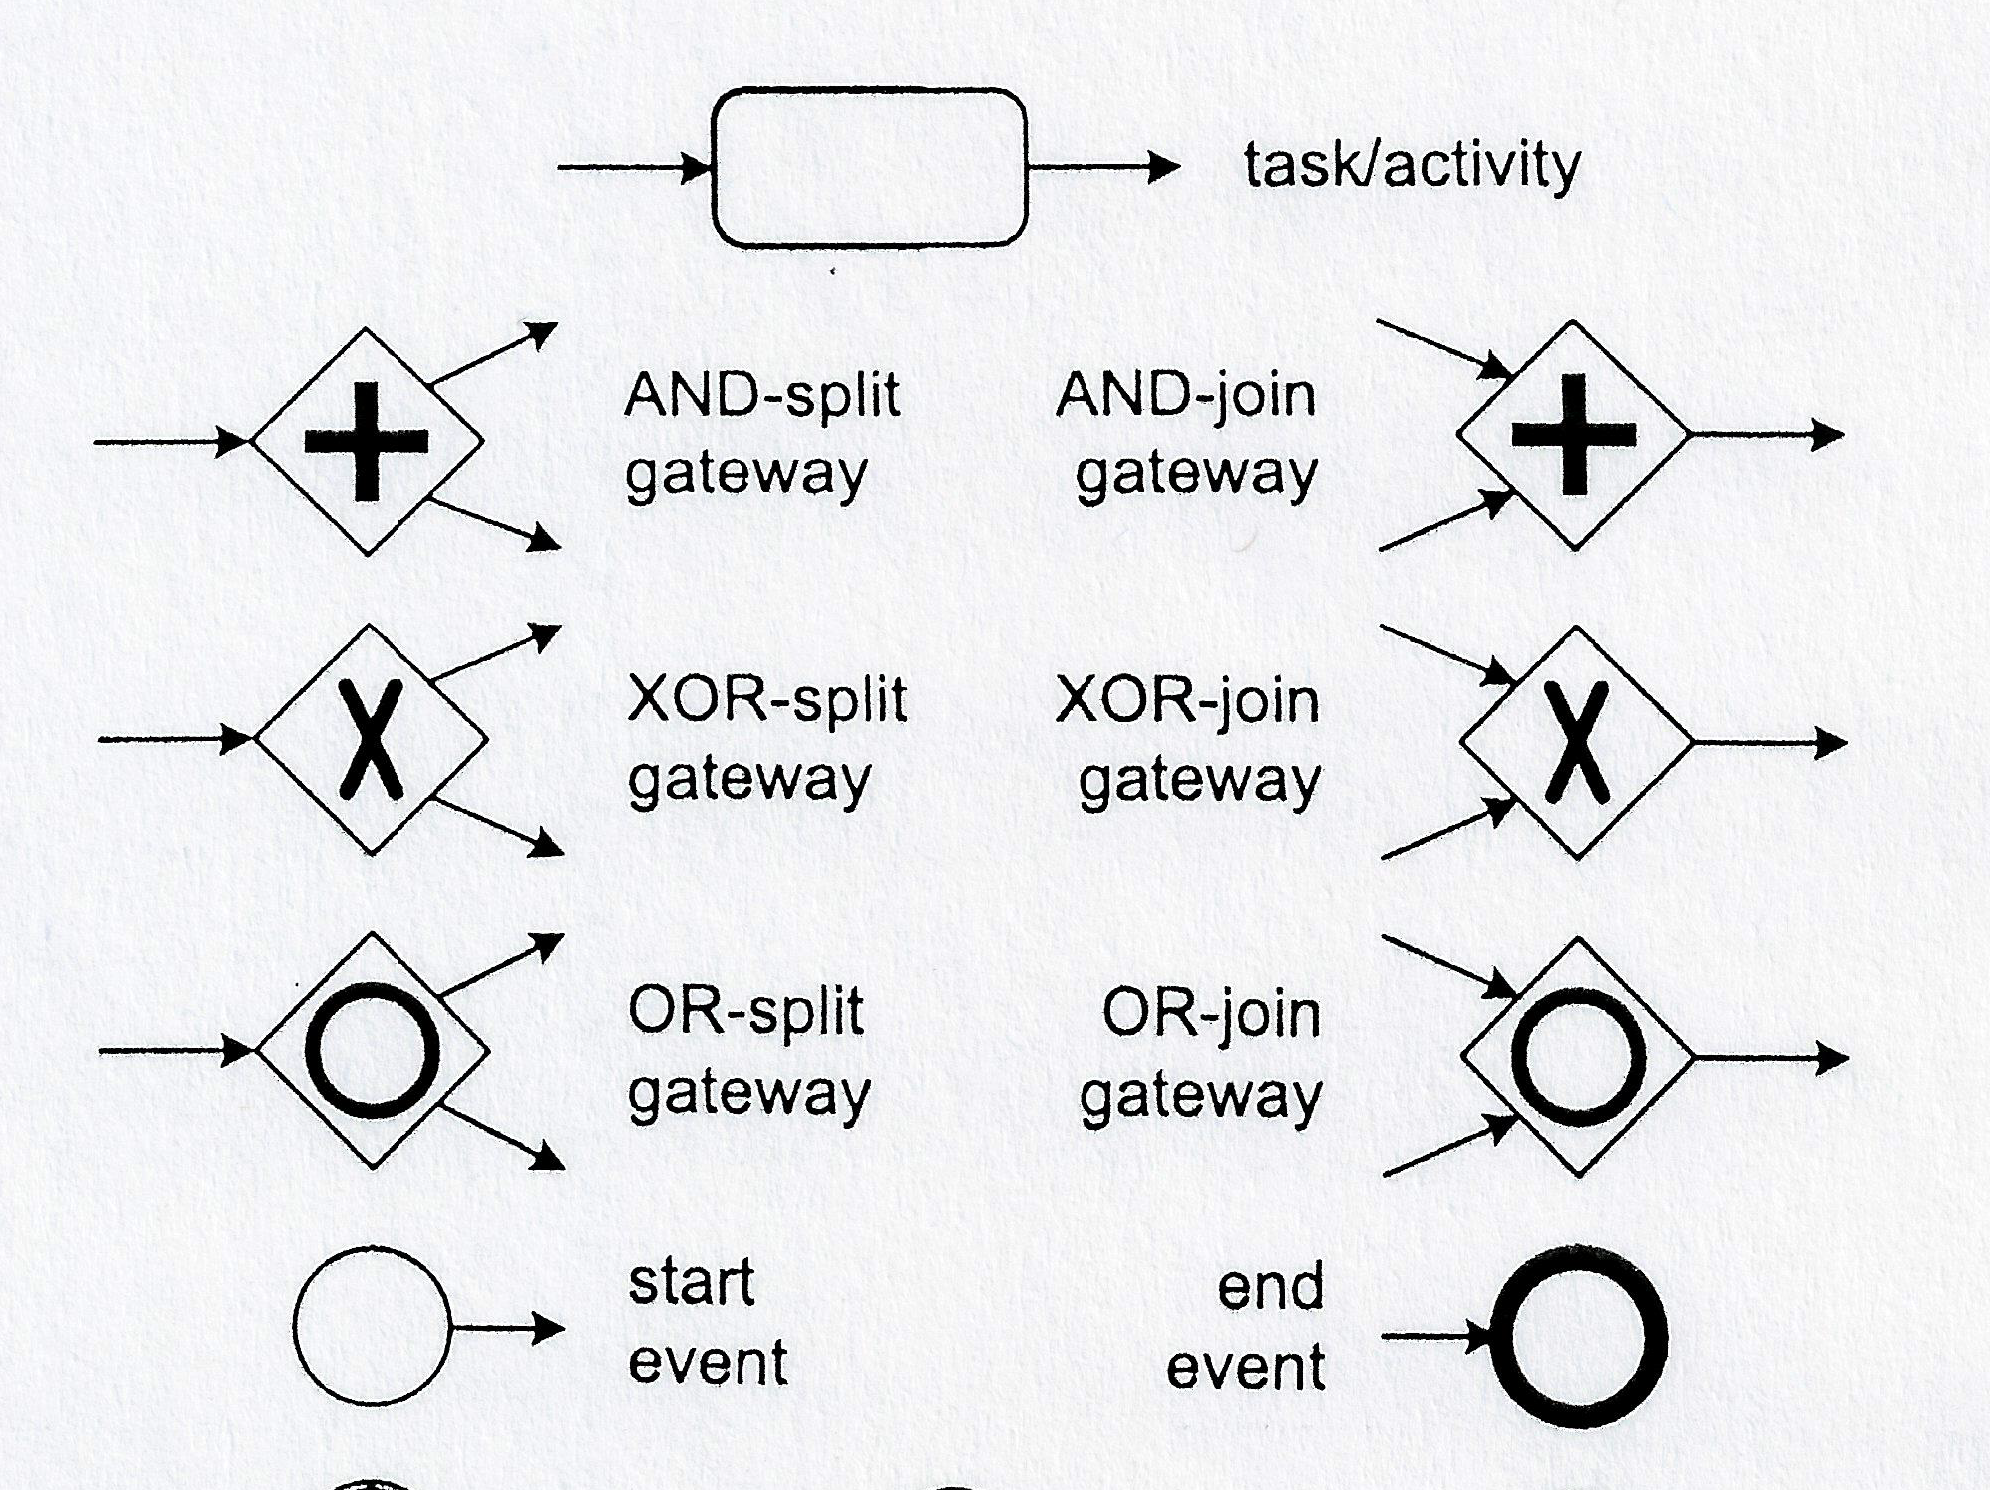 task/activity
AND-split
gateway
AND-join
gateway
XOR-split
gateway
XOR-join
gateway
OR-split
gateway
OR-join
gateway
start
event
end
event